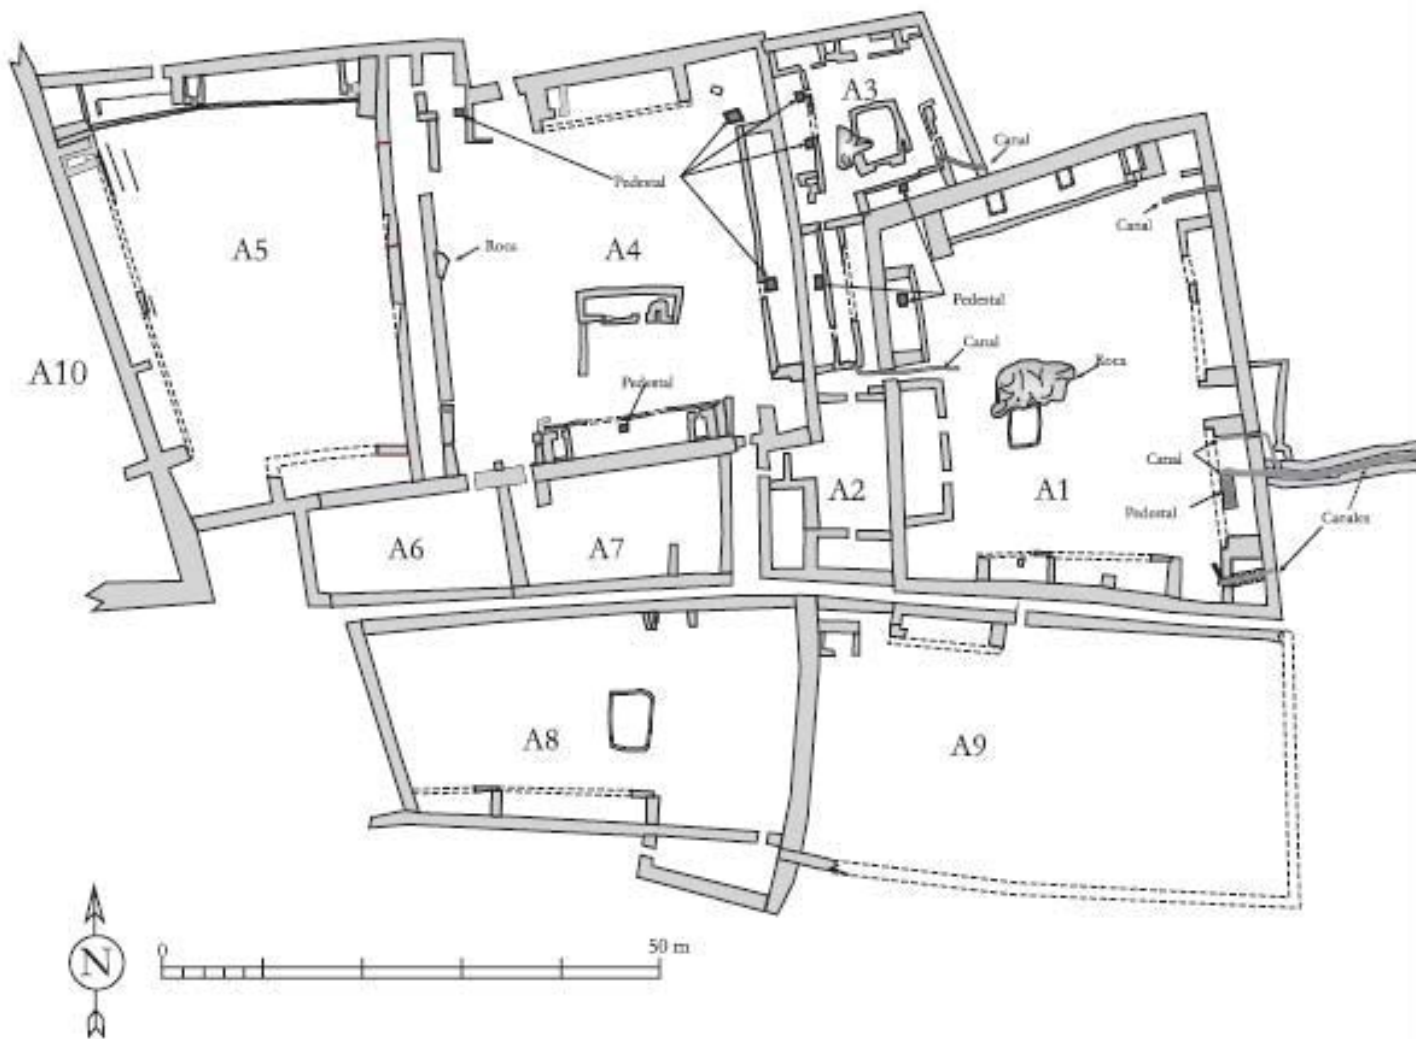 A3
Canal
Pedestal
Canal
A5
Roca
A4
Pedestal
Canal
A10
Pedestal
Roca
Canal
A2
A1
Pedestal
Canales
A6
A7
A8
A9
0
50 m
N